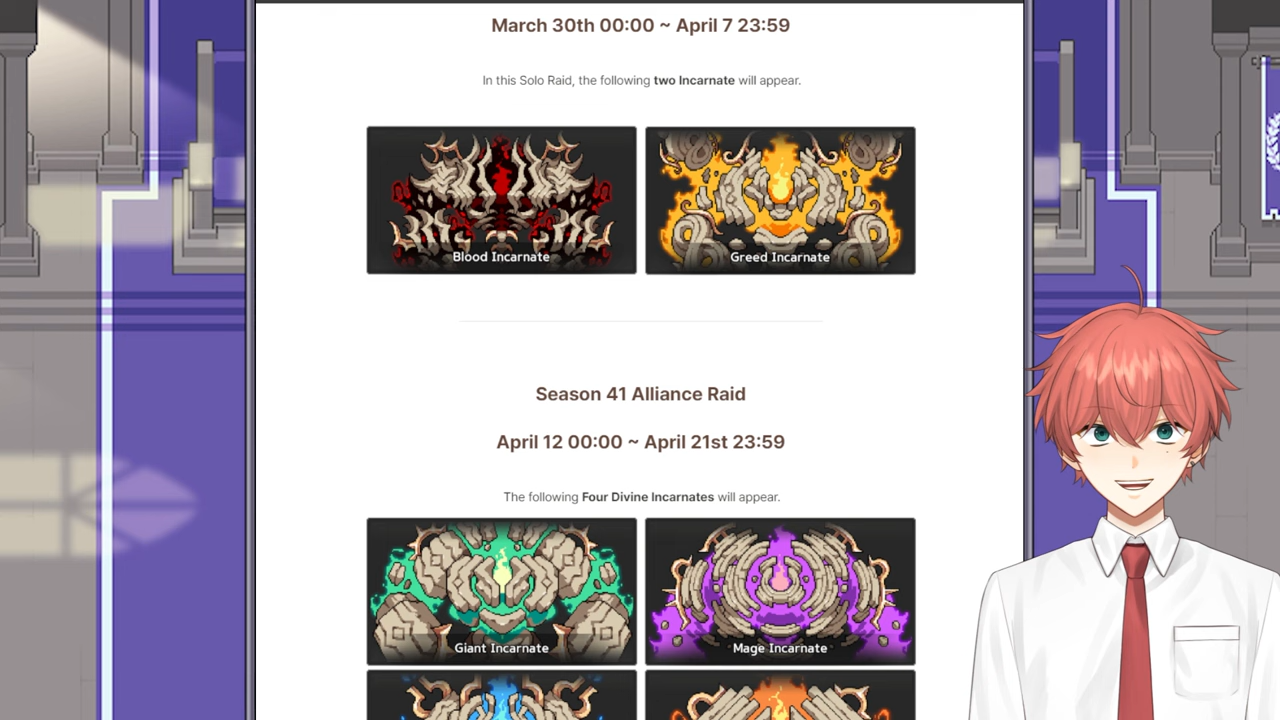 March 30th 00:00 ~ April 7 23:59
In this Solo Raid, the following two Incarnate will appear.
Blood Incarnate
Greed Incarnate
Season 41 Alliance Raid
April 12 00:00 ~ April 21st 23:59
The following Four Divine Incarnates will appear.
Giant Incarnate
Mage Incarnate